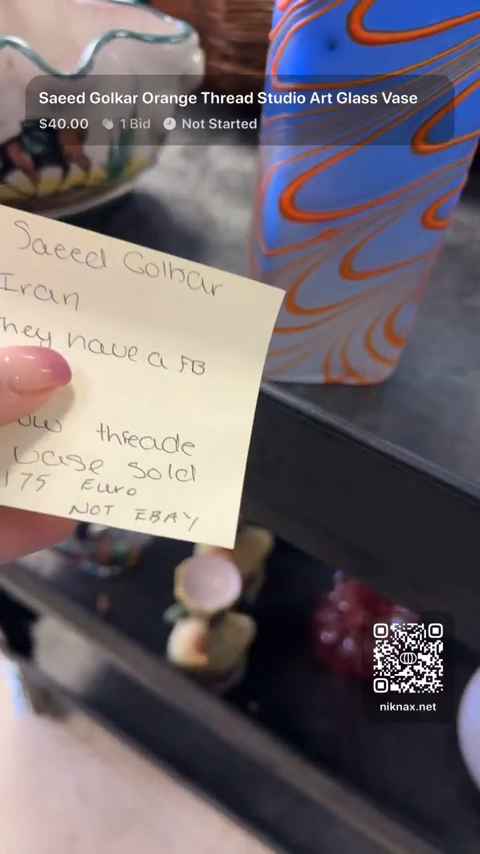 Saeed Golkar Orange Thread Studio Art Glass Vase
$40.00 1 Bid Not Started
Saeed Golkar
Iran
hey have a FB
threade
vase sold
175 Euro
NOT EBAY
niknax.net